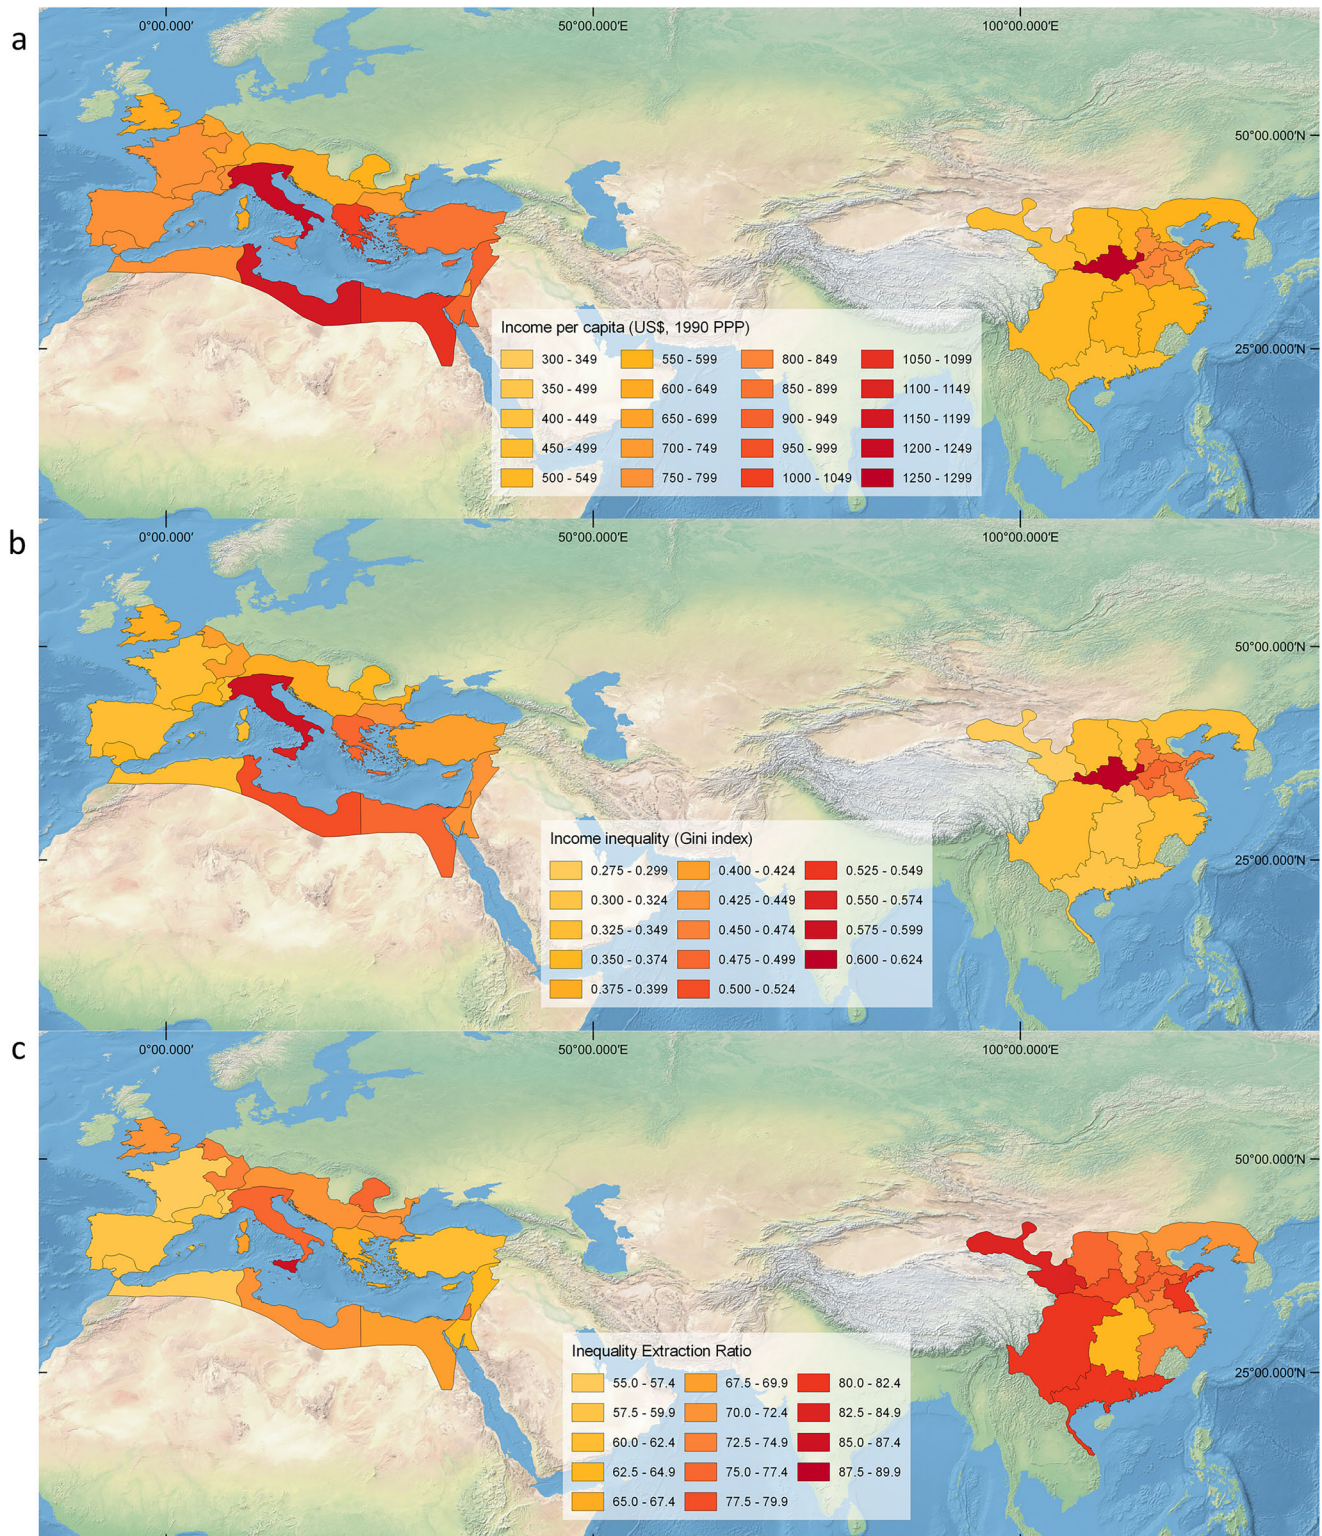 a
0°00.000′
50°00.000′E
100°00.000′E
50°00.000′N
25°00.000′N
Income per capita (US$, 1990 PPP)
300 - 349
550 - 599
800 - 849
1050 - 1099
350 - 499
600 - 649
850 - 899
1100 - 1149
400 - 449
650 - 699
900 - 949
1150 - 1199
450 - 499
700 - 749
950 - 999
1200 - 1249
500 - 549
750 - 799
1000 - 1049
1250 - 1299
b
0°00.000′
50°00.000′E
100°00.000′E
50°00.000′N
25°00.000′N
Income inequality (Gini index)
0.275 - 0.299
0.400 - 0.424
0.525 - 0.549
0.300 - 0.324
0.425 - 0.449
0.550 - 0.574
0.325 - 0.349
0.450 - 0.474
0.575 - 0.599
0.350 - 0.374
0.475 - 0.499
0.600 - 0.624
0.375 - 0.399
0.500 - 0.524
c
0°00.000′
50°00.000′E
100°00.000′E
50°00.000′N
25°00.000′N
Inequality Extraction Ratio
55.0 - 57.4
67.5 - 69.9
80.0 - 82.4
57.5 - 59.9
70.0 - 72.4
82.5 - 84.9
60.0 - 62.4
72.5 - 74.9
85.0 - 87.4
62.5 - 64.9
75.0 - 77.4
87.5 - 89.9
65.0 - 67.4
77.5 - 79.9